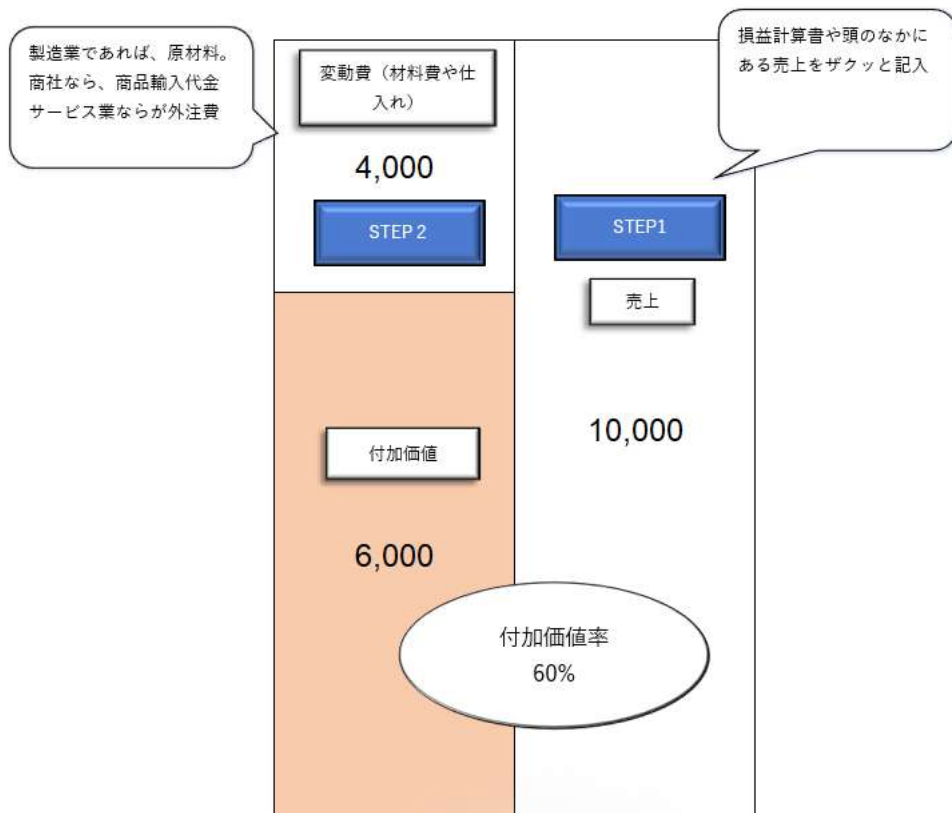 製造業であれば、原材料。
商社なら、商品輸入代金
サービス業ならが外注費
損益計算書や頭のなかに
ある売上をザクッと記入
変動費（材料費や仕
入れ）
4,000
STEP２
STEP1
売上
10,000
付加価値
6,000
付加価値率
60%